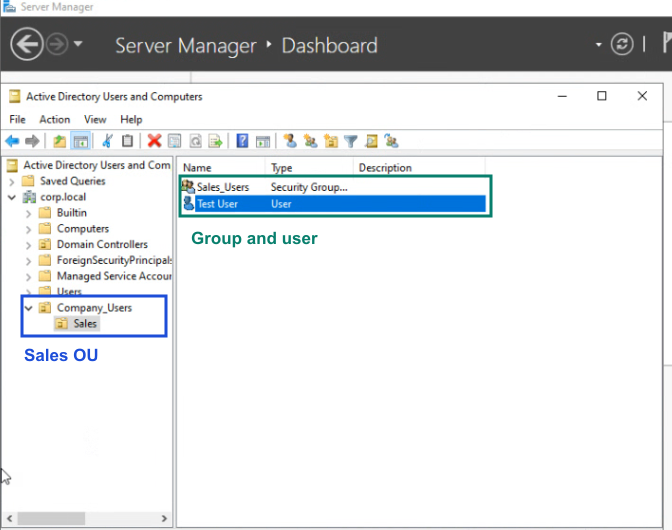 Server Manager
Server Manager ‣ Dashboard
Active Directory Users and Computers
File Action View Help
Active Directory Users and Com
Saved Queries
corp.local
Builtin
Computers
Domain Controllers
ForeignSecurityPrincipals
Managed Service Accour
Users
Company_Users
Sales
Sales OU
Name Type Description
Sales_Users Security Group...
Test User User
Group and user